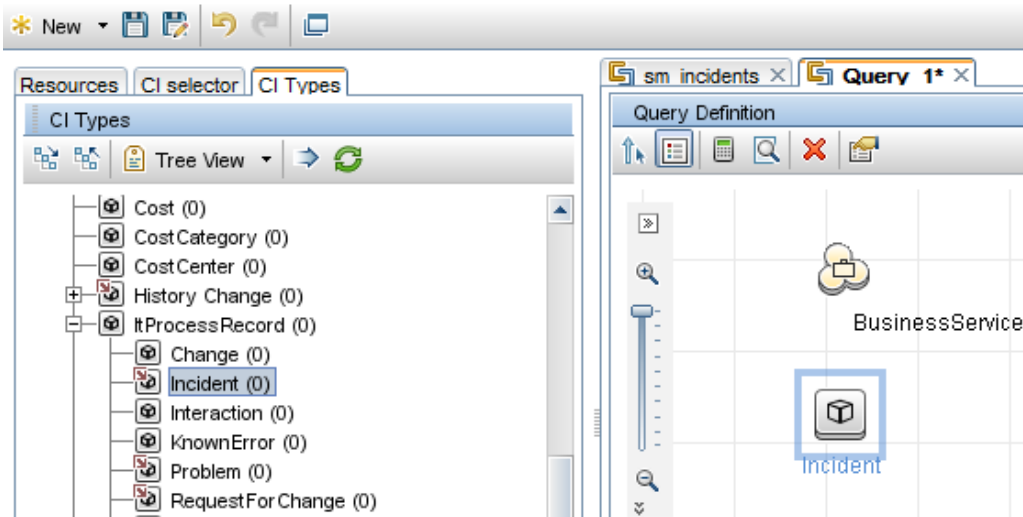 New
Resources CI selector CI Types
CI Types
Tree View
Cost (0)
CostCategory (0)
CostCenter (0)
History Change (0)
ItProcessRecord (0)
Change (0)
Incident (0)
Interaction (0)
KnownError (0)
Problem (0)
RequestForChange (0)
sm_incidents Query 1*
Query Definition
BusinessService
Incident